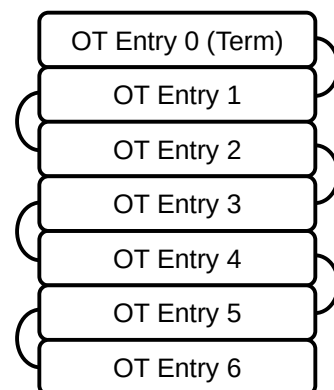 OT Entry 0 (Term)
OT Entry 1
OT Entry 2
OT Entry 3
OT Entry 4
OT Entry 5
OT Entry 6